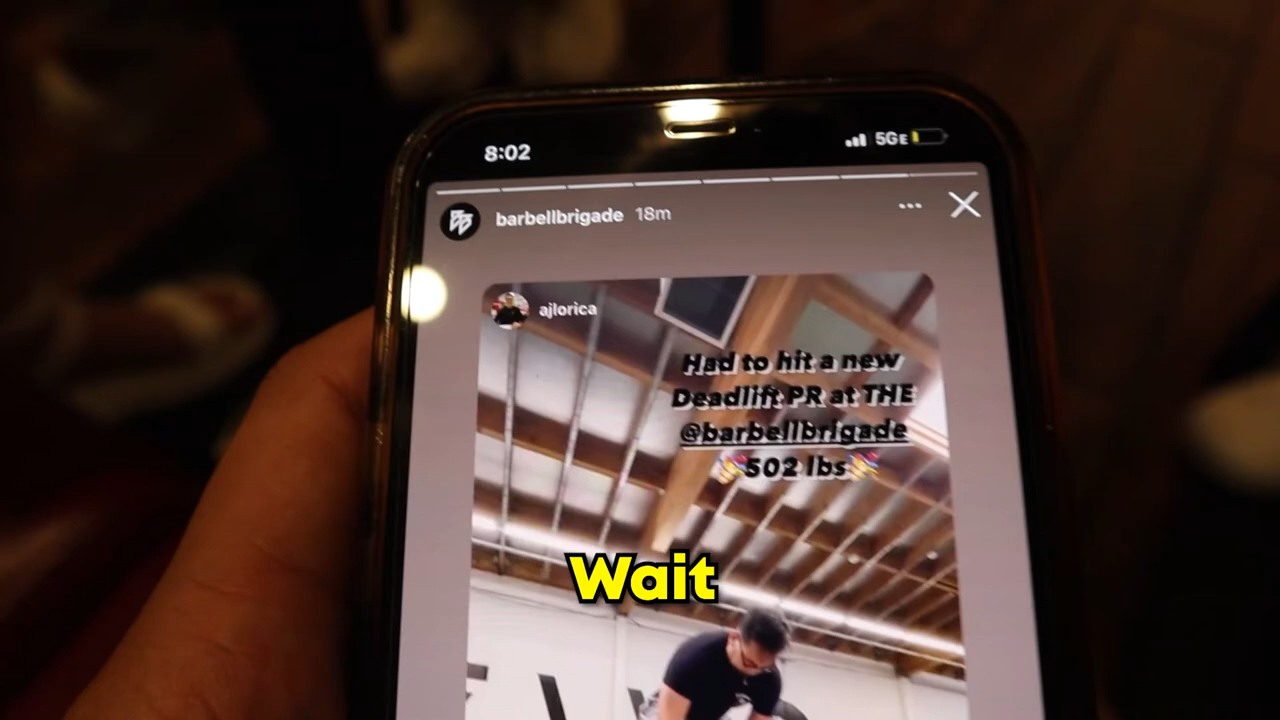 8:02 5GE
barbellbrigade 18m
ajlorica
Had to hit a new
Deadlift PR at THE
@barbellbrigade
🎉502 lbs🎉
Wait